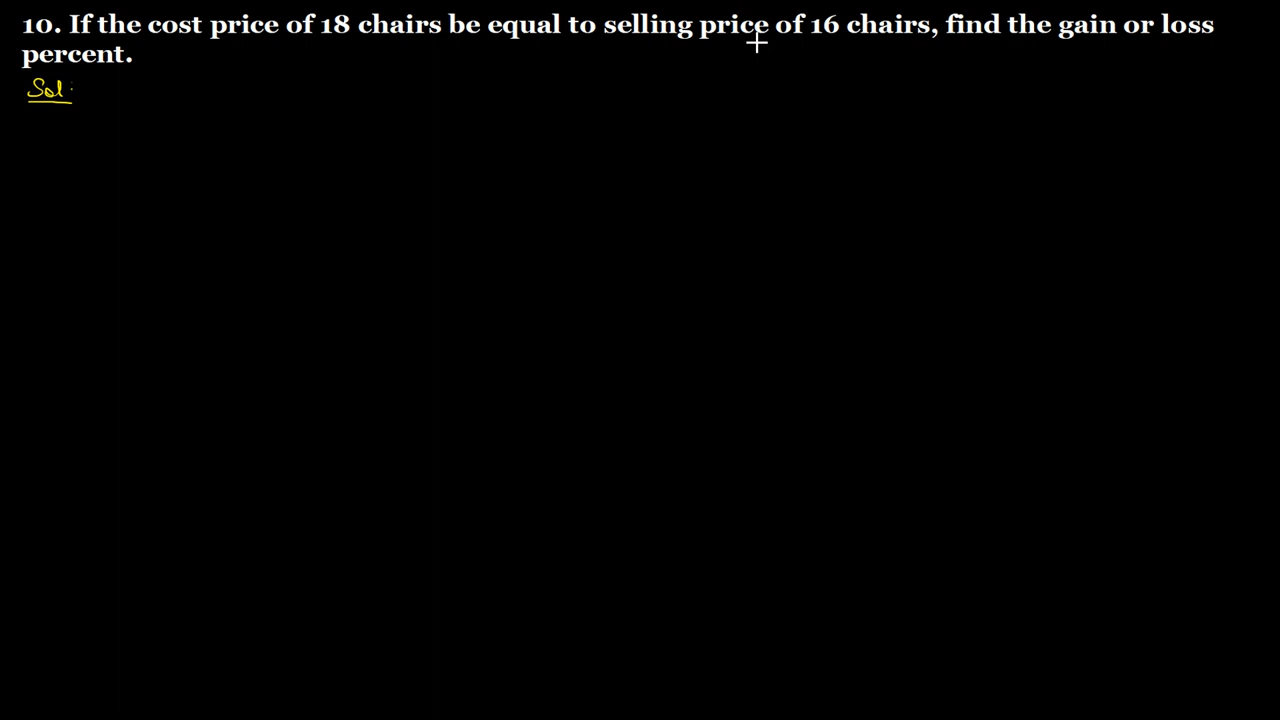 10. If the cost price of 18 chairs be equal to selling price of 16 chairs, find the gain or loss
percent.
Sol: